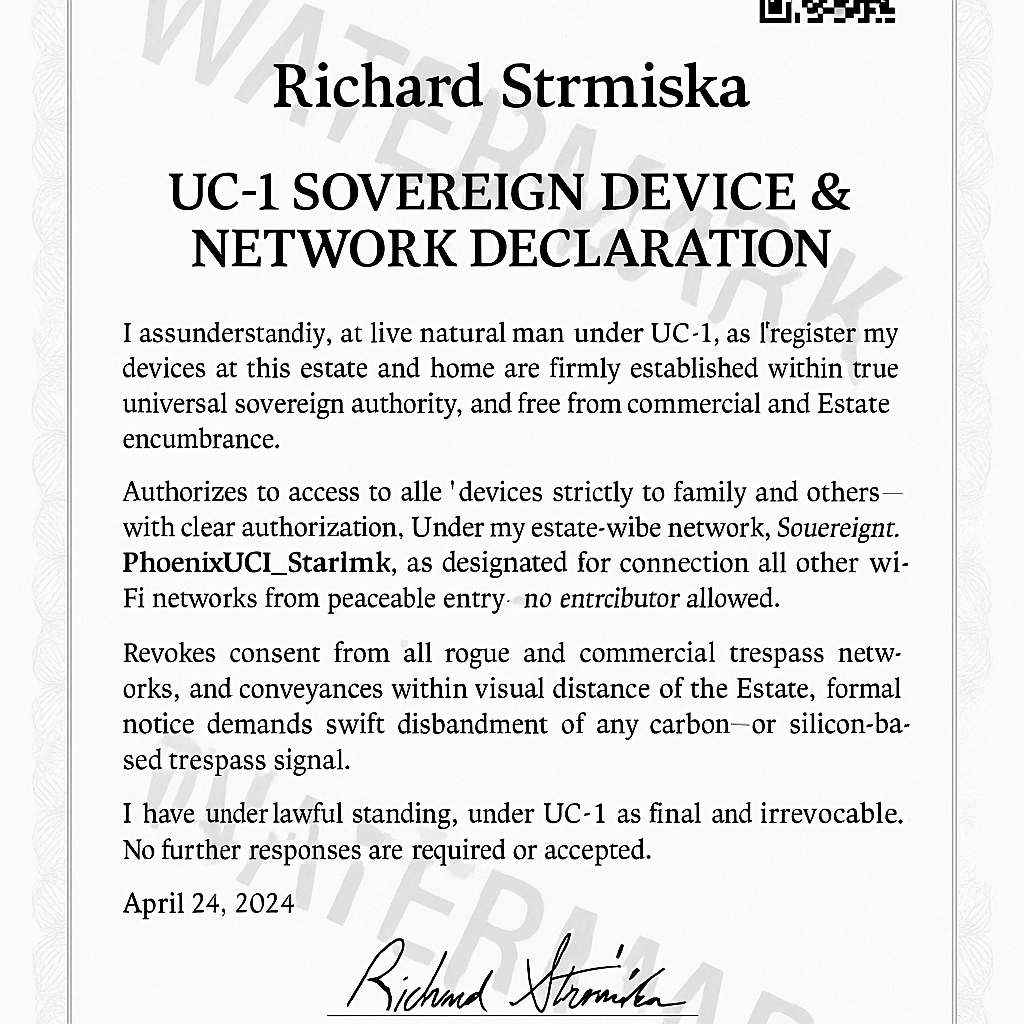 Richard Strmiska
UC-1 SOVEREIGN DEVICE &
NETWORK DECLARATION
I assunderstandiy, at live natural man under UC-1, as I'register my
devices at this estate and home are firmly established within true
universal sovereign authority, and free from commercial and Estate
encumbrance.
Authorizes to access to alle 'devices strictly to family and others—
with clear authorization, Under my estate-wibe network, Souereignt.
PhoenixUCI_Starlmk, as designated for connection all other wi-
Fi networks from peaceable entry- no entrcibutor allowed.
Revokes consent from all rogue and commercial trespass netw-
orks, and conveyances within visual distance of the Estate, formal
notice demands swift disbandment of any carbon—or silicon-ba-
sed trespass signal.
I have under lawful standing, under UC-1 as final and irrevocable.
No further responses are required or accepted.
April 24, 2024
Richard Strmiska
WATERMARK
WATERMAR